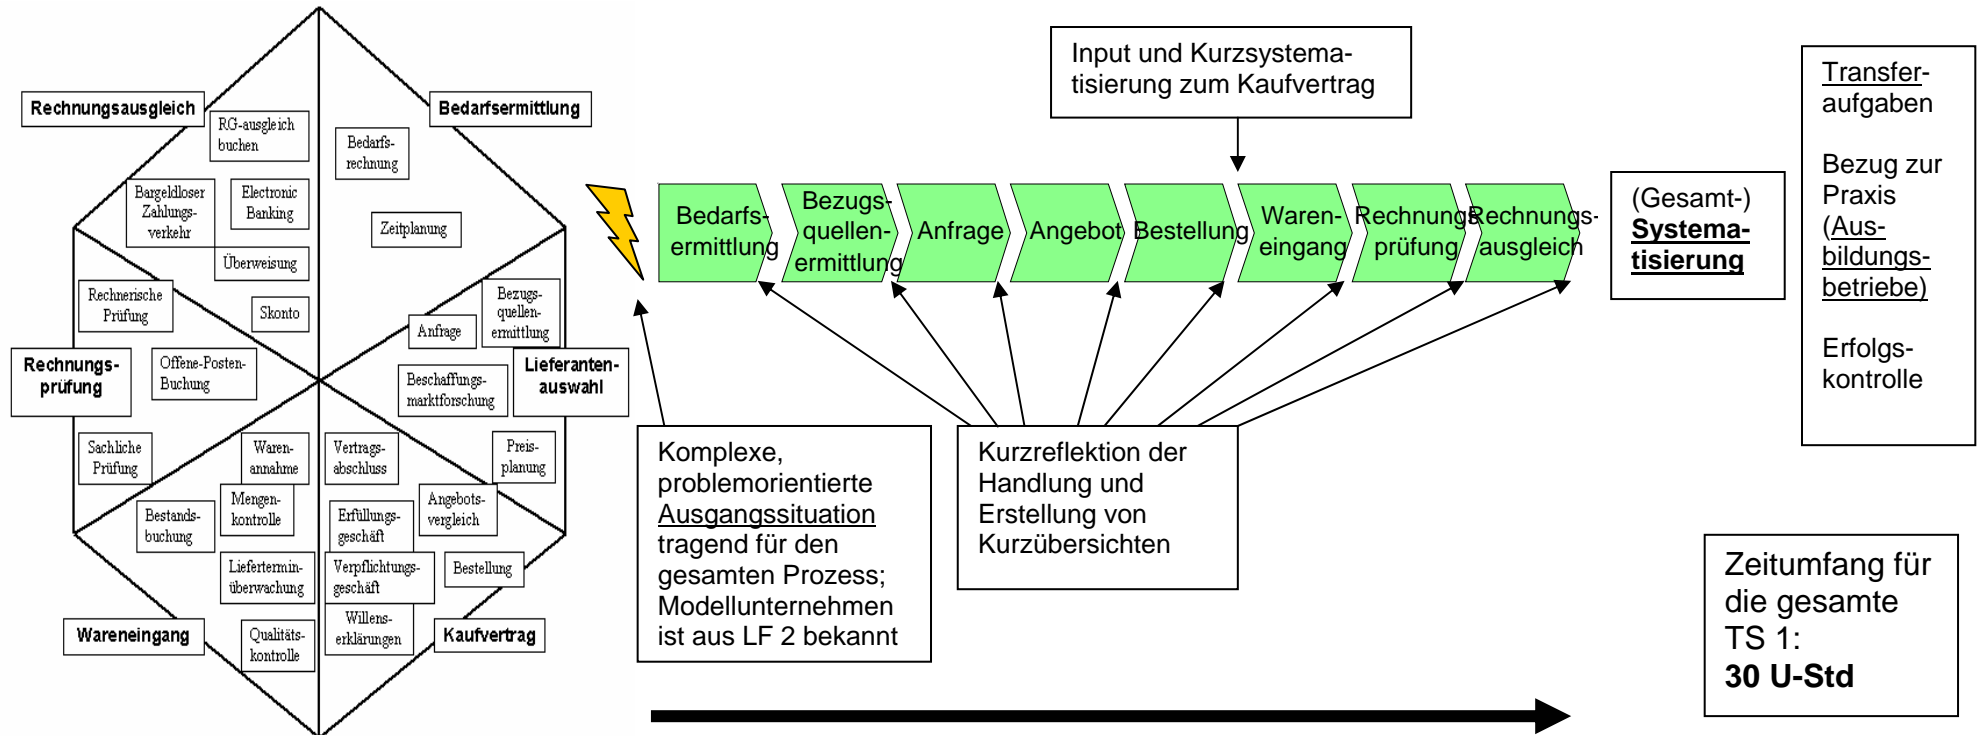 Rechnungsausgleich
Bedarfsermittlung
RG-ausgleich
buchen
Bedarfs-
rechnung
Bargeldloser
Zahlungs-
verkehr
Electronic
Banking
Zeitplanung
Überweisung
Rechnerische
Prüfung
Skonto
Bezugs-
quellen-
ermittlung
Anfrage
Rechnungs-
prüfung
Offene-Posten-
Buchung
Lieferanten-
auswahl
Beschaffungs-
marktforschung
Sachliche
Prüfung
Waren-
annahme
Vertrags-
abschluss
Preis-
planung
Bestands-
buchung
Mengen-
kontrolle
Erfüllungs-
geschäft
Angebots-
vergleich
Liefertermin-
überwachung
Verpflichtungs-
geschäft
Bestellung
Wareneingang
Qualitäts-
kontrolle
Willens-
erklärungen
Kaufvertrag
Input und Kurzsystema-
tisierung zum Kaufvertrag
Bedarfs-
ermittlung
Bezugs-
quellen-
ermittlung
Anfrage
Angebot
Bestellung
Waren-
eingang
Rechnungs-
prüfung
Rechnungs-
ausgleich
(Gesamt-)
Systema-
tisierung
Transfer-
aufgaben
Bezug zur
Praxis
(Aus-
bildungs-
betriebe)
Erfolgs-
kontrolle
Komplexe,
problemorientierte
Ausgangssituation
tragend für den
gesamten Prozess;
Modellunternehmen
ist aus LF 2 bekannt
Kurzreflektion der
Handlung und
Erstellung von
Kurzübersichten
Zeitumfang für
die gesamte
TS 1:
30 U-Std